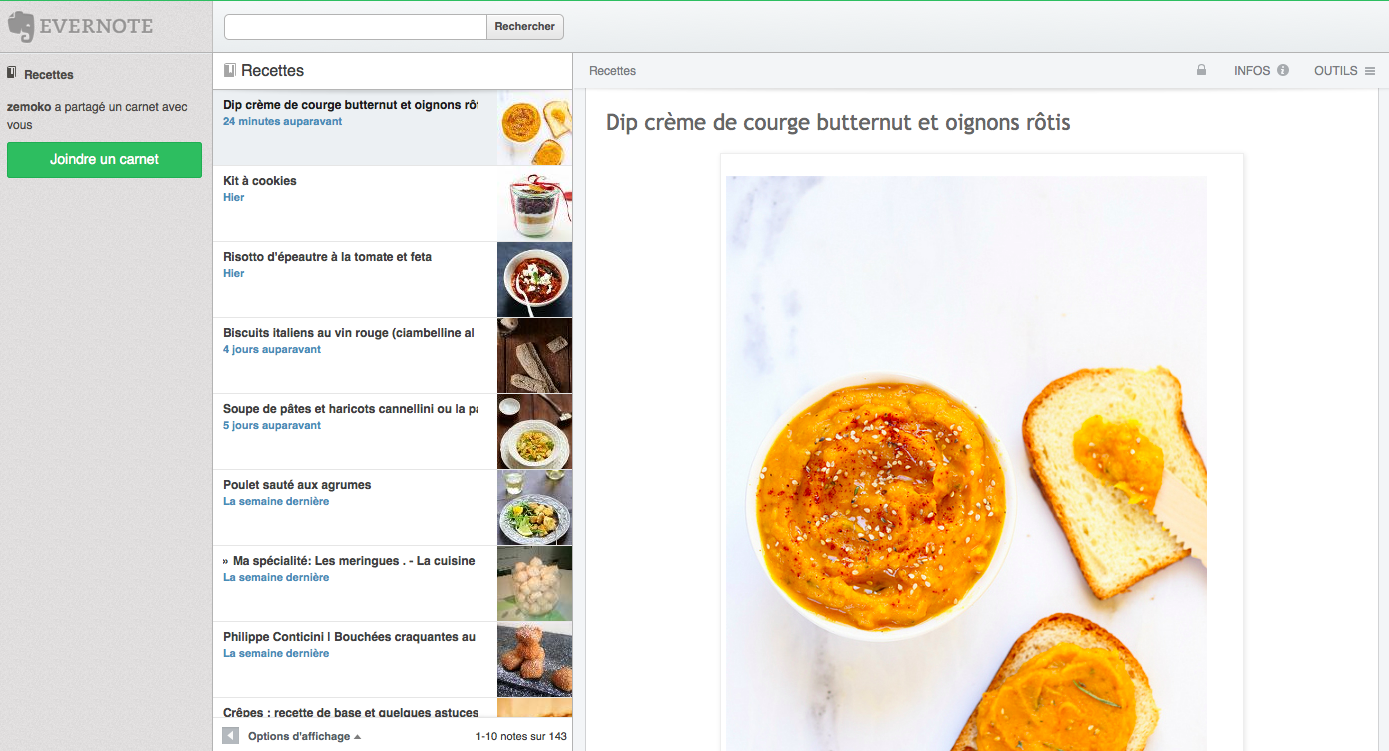 EVERNOTE
Rechercher
Recettes
zemoko a partagé un carnet avec
vous
Joindre un carnet
Recettes
Dip crème de courge butternut et oignons rôt
24 minutes auparavant
Kit à cookies
Hier
Risotto d'épeautre à la tomate et feta
Hier
Biscuits italiens au vin rouge (ciambelline al
4 jours auparavant
Soupe de pâtes et haricots cannellini ou la pa
5 jours auparavant
Poulet sauté aux agrumes
La semaine dernière
» Ma spécialité: Les meringues . - La cuisine
La semaine dernière
Philippe Conticini | Bouchées craquantes au
La semaine dernière
Crêpes : recette de base et quelques astuces
Options d'affichage
1-10 notes sur 143
Recettes
INFOS
OUTILS
Dip crème de courge butternut et oignons rôtis